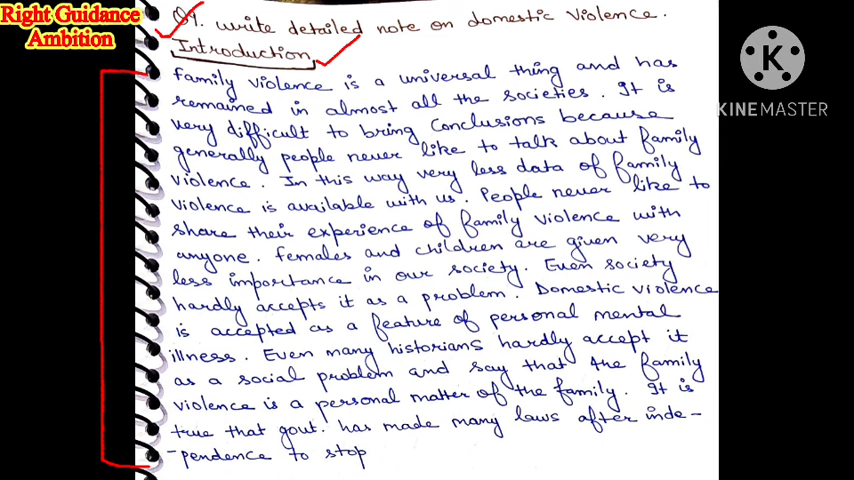 Right Guidance
Ambition
Q1. Write detailed note on domestic Violence.
Introduction
Family violence is a universal thing and has
remained in almost all the societies. It is
very difficult to bring Conclusions because
generally people never like to talk about family
violence. In this way very less data of family
violence is available with us. People never like to
share their experience of family violence with
anyone. Females and children are given very
less importance in our society. Even society
hardly accepts it as a problem. Domestic violence
is accepted as a feature of personal mental
illness. Even many historians hardly accept it
as a social problem and say that the family
violence is a personal matter of the family. It is
true that govt. has made many laws after inde-
-pendence to stop
K
KINEMASTER